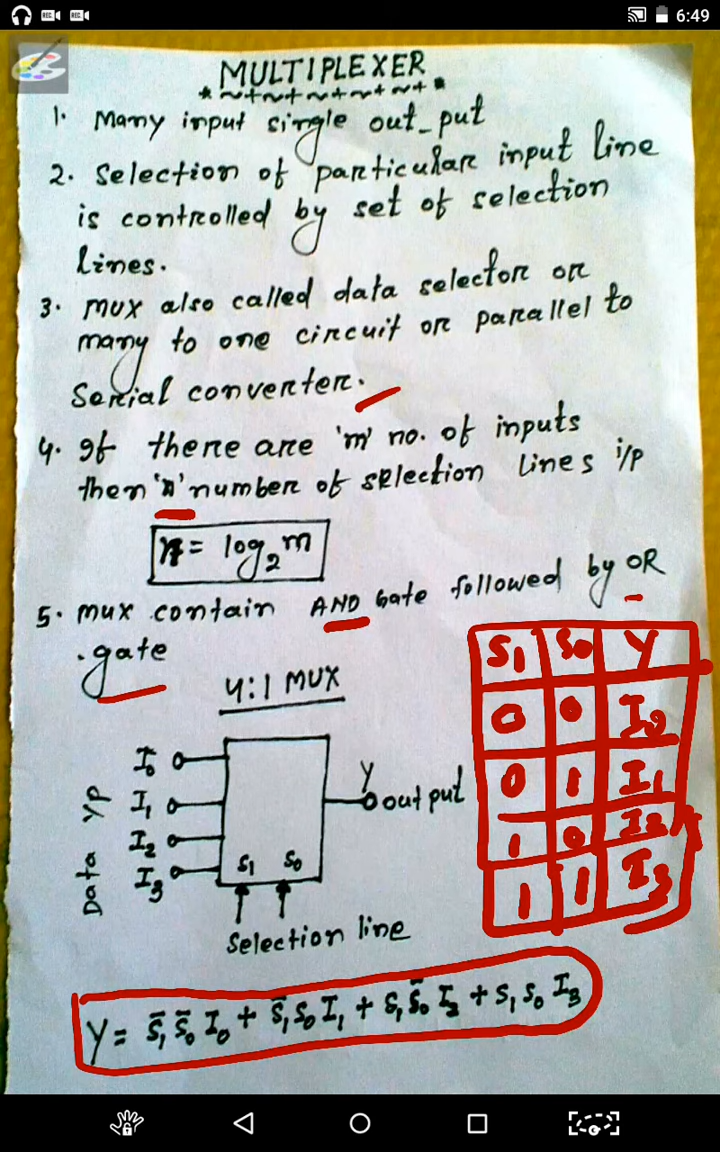 REC REC 6:49
MULTIPLEXER
1. Many input single out_put
2. Selection of particular input line
is controlled by set of selection
lines.
3. MUX also called data selector or
many to one circuit or parallel to
Serial converter.
4. If there are 'm' no. of inputs
then 'n' number of selection lines i/p
n = log₂m
5. MUX contain AND Gate followed by OR
gate
4:1 MUX
I₀
I₁
I₂
I₃
Data I/P
S₁ S₀
Y output
Selection line
S₁ S₀ Y
0 0 I₀
0 1 I₁
1 0 I₂
1 1 I₃
Y = S̄₁ S̄₀ I₀ + S̄₁ S₀ I₁ + S₁ S̄₀ I₂ + S₁ S₀ I₃